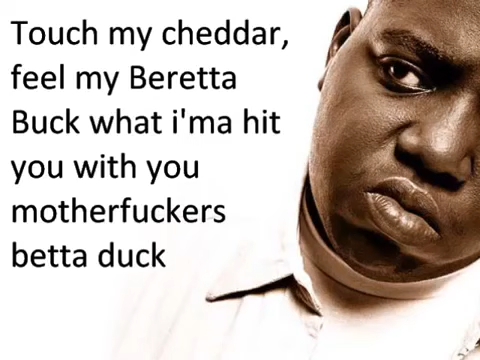 Touch my cheddar,
feel my Beretta
Buck what i'ma hit
you with you
motherfuckers
betta duck